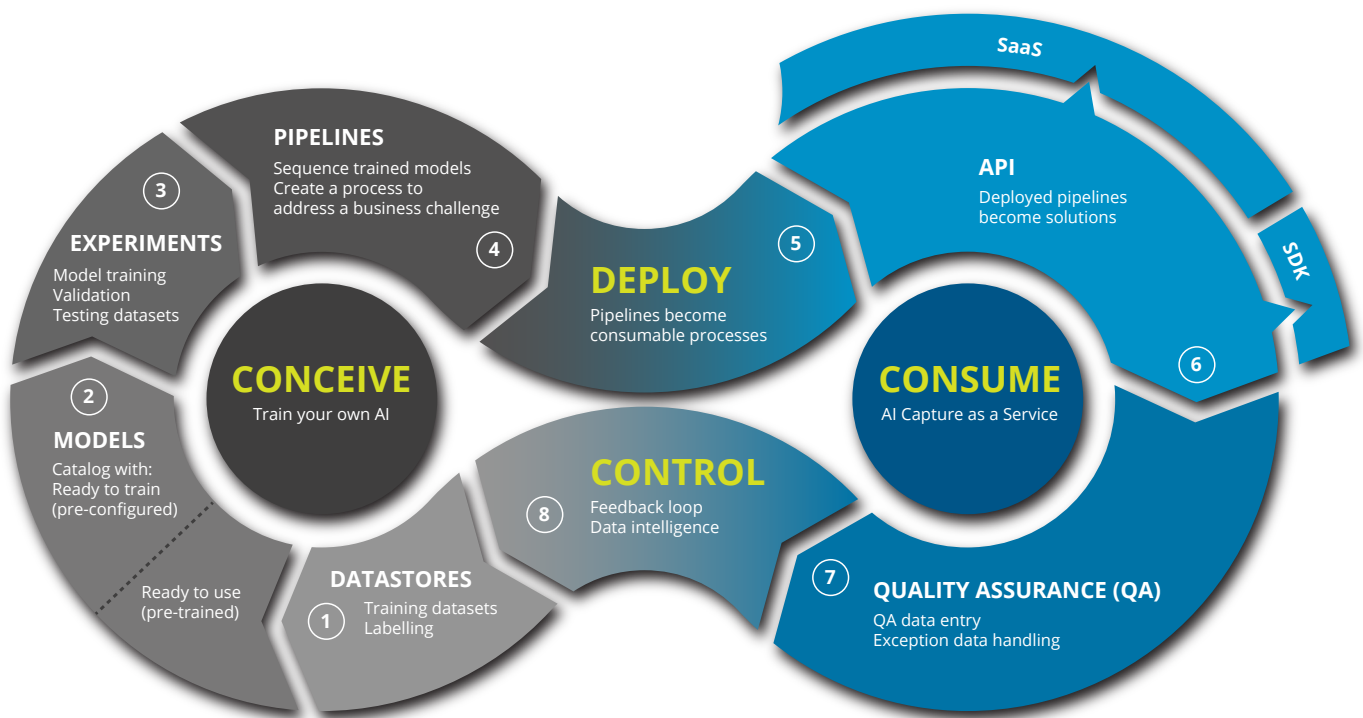 SaaS
SDK
PIPELINES
Sequence trained models
Create a process to
address a business challenge
4
3
EXPERIMENTS
Model training
Validation
Testing datasets
5
DEPLOY
Pipelines become
consumable processes
API
Deployed pipelines
become solutions
6
CONCEIVE
Train your own AI
CONSUME
AI Capture as a Service
2
MODELS
Catalog with:
Ready to train
(pre-configured)
Ready to use
(pre-trained)
CONTROL
Feedback loop
Data intelligence
8
DATASTORES
1
Training datasets
Labelling
7
QUALITY ASSURANCE (QA)
QA data entry
Exception data handling